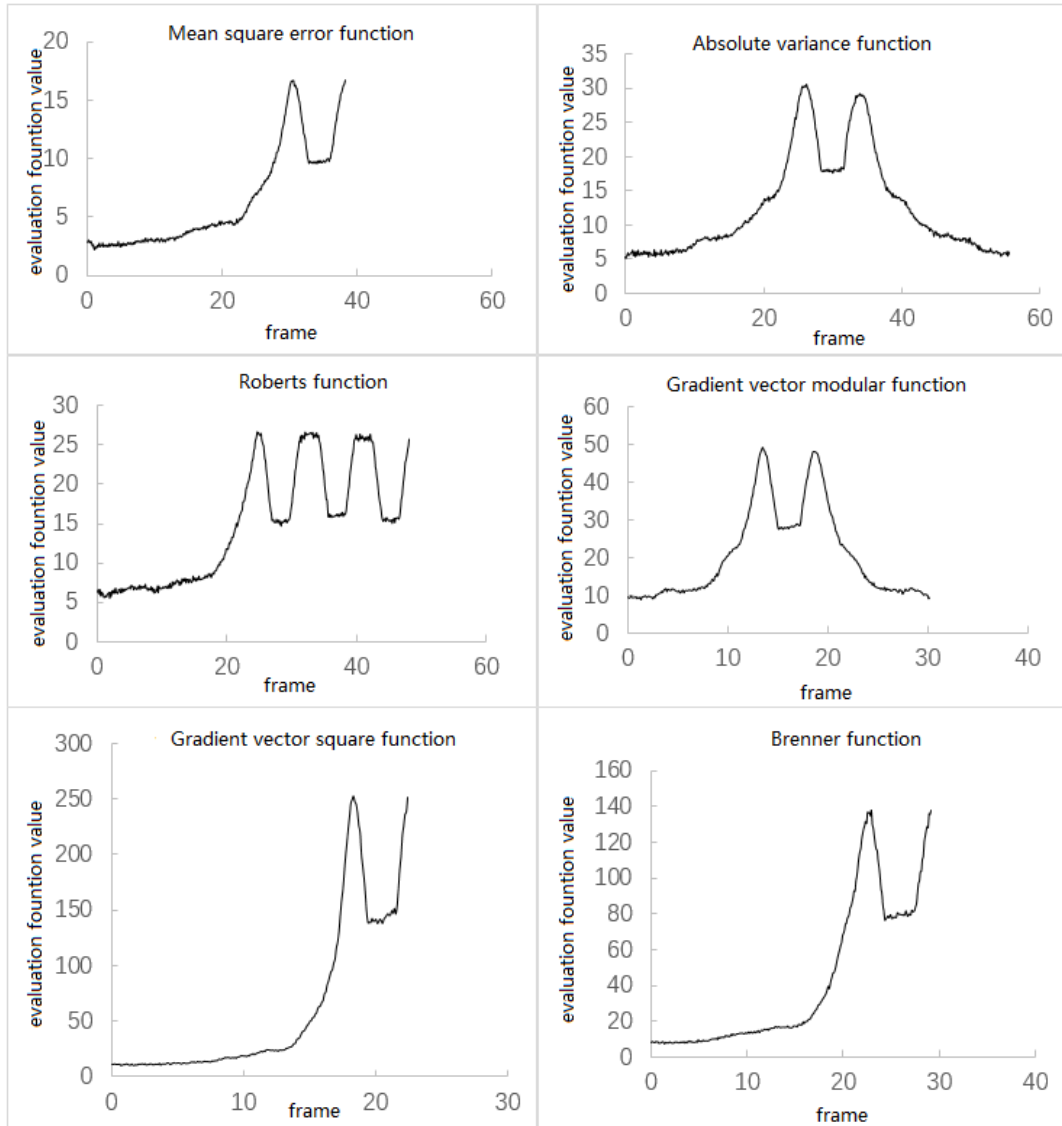 Mean square error function
20
15
10
5
0
0 20 40 60
evaluation fountion value
frame
Absolute variance function
35
30
25
20
15
10
5
0
0 20 40 60
evaluation fountion value
frame
Roberts function
30
25
20
15
10
5
0
0 20 40 60
evaluation fountion value
frame
Gradient vector modular function
60
50
40
30
20
10
0
0 10 20 30 40
evaluation fountion value
frame
Gradient vector square function
300
250
200
150
100
50
0
0 10 20 30
evaluation fountion value
frame
Brenner function
160
140
120
100
80
60
40
20
0
0 10 20 30 40
evaluation fountion value
frame